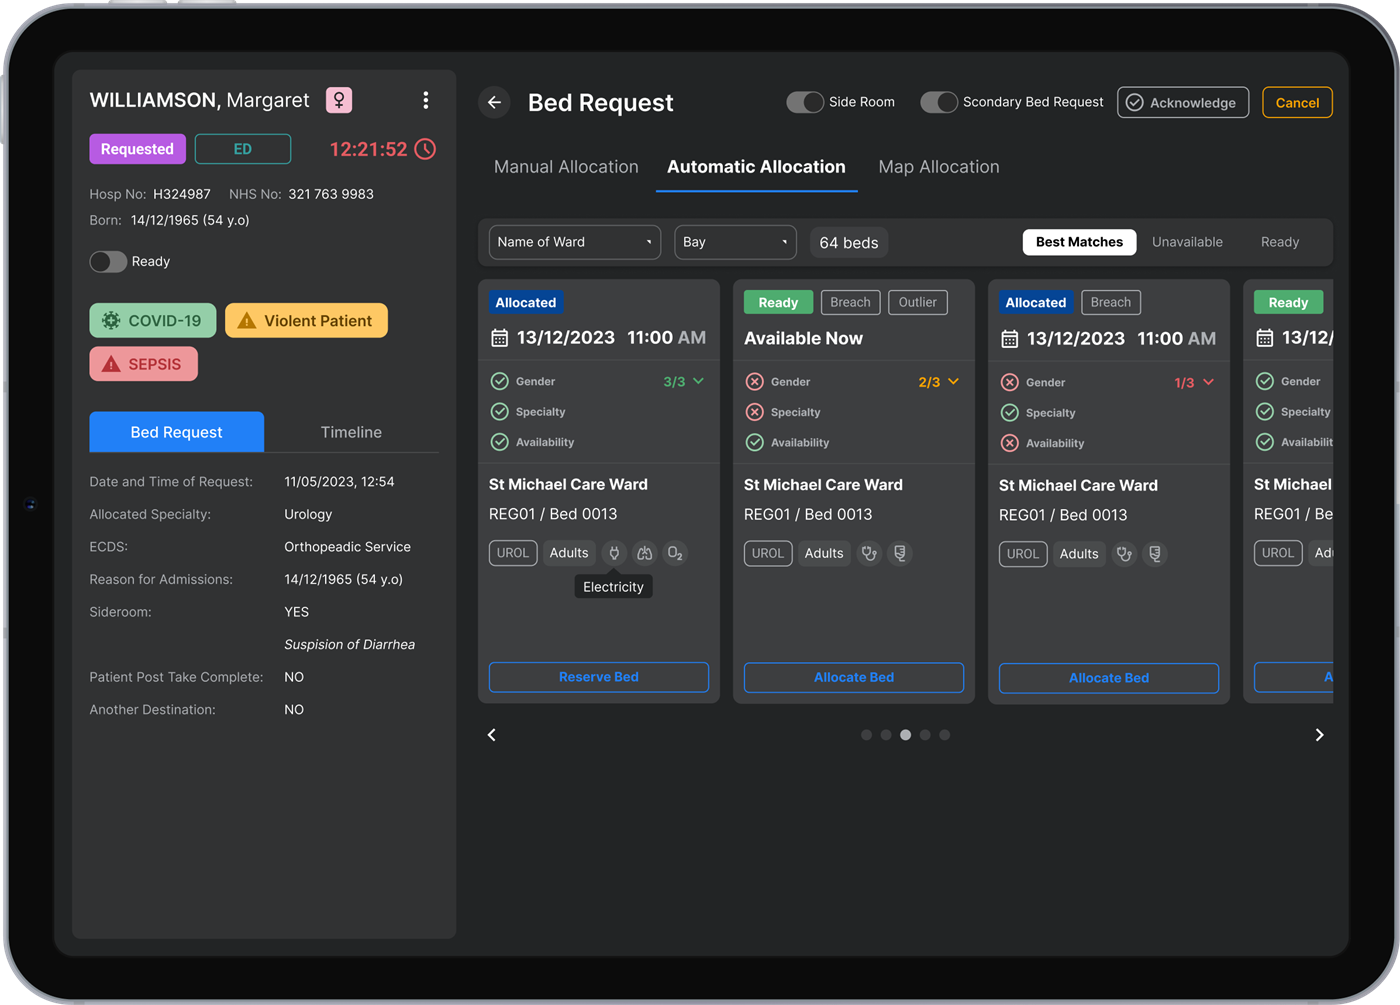 WILLIAMSON, Margaret
Requested ED 12:21:52
Hosp No: H324987 NHS No: 321 763 9983
Born: 14/12/1965 (54 y.o)
Ready
COVID-19 Violent Patient
SEPSIS
Bed Request Timeline
Date and Time of Request: 11/05/2023, 12:54
Allocated Specialty: Urology
ECDS: Orthopeadic Service
Reason for Admissions: 14/12/1965 (54 y.o)
Sideroom: YES
Suspision of Diarrhea
Patient Post Take Complete: NO
Another Destination: NO
Bed Request Side Room Scondary Bed Request Acknowledge Cancel
Manual Allocation Automatic Allocation Map Allocation
Name of Ward Bay 64 beds Best Matches Unavailable Ready
Allocated
13/12/2023 11:00 AM
Gender 3/3
Specialty
Availability
St Michael Care Ward
REG01 / Bed 0013
UROL Adults O2
Electricity
Reserve Bed
Ready Breach Outlier
Available Now
Gender 2/3
Specialty
Availability
St Michael Care Ward
REG01 / Bed 0013
UROL Adults
Allocate Bed
Allocated Breach
13/12/2023 11:00 AM
Gender 1/3
Specialty
Availability
St Michael Care Ward
REG01 / Bed 0013
UROL Adults
Allocate Bed
Ready
13/12/
Gender
Specialty
Availabilit
St Michael
REG01 / Be
UROL Ad
A